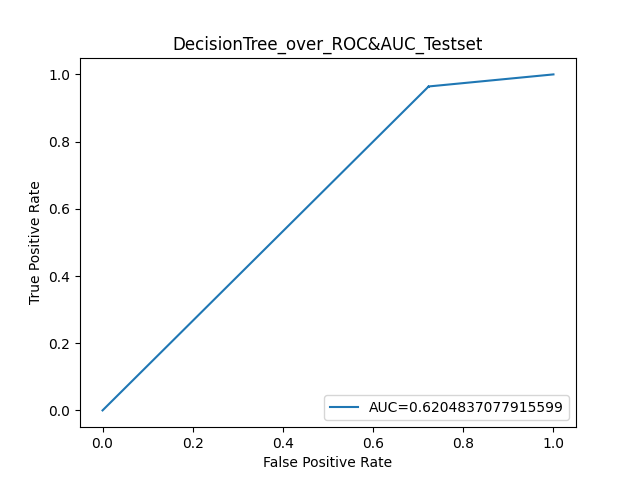 DecisionTree_over_ROC&AUC_Testset
1.0
0.8
0.6
0.4
0.2
0.0
True Positive Rate
AUC=0.6204837077915599
0.0 0.2 0.4 0.6 0.8 1.0
False Positive Rate